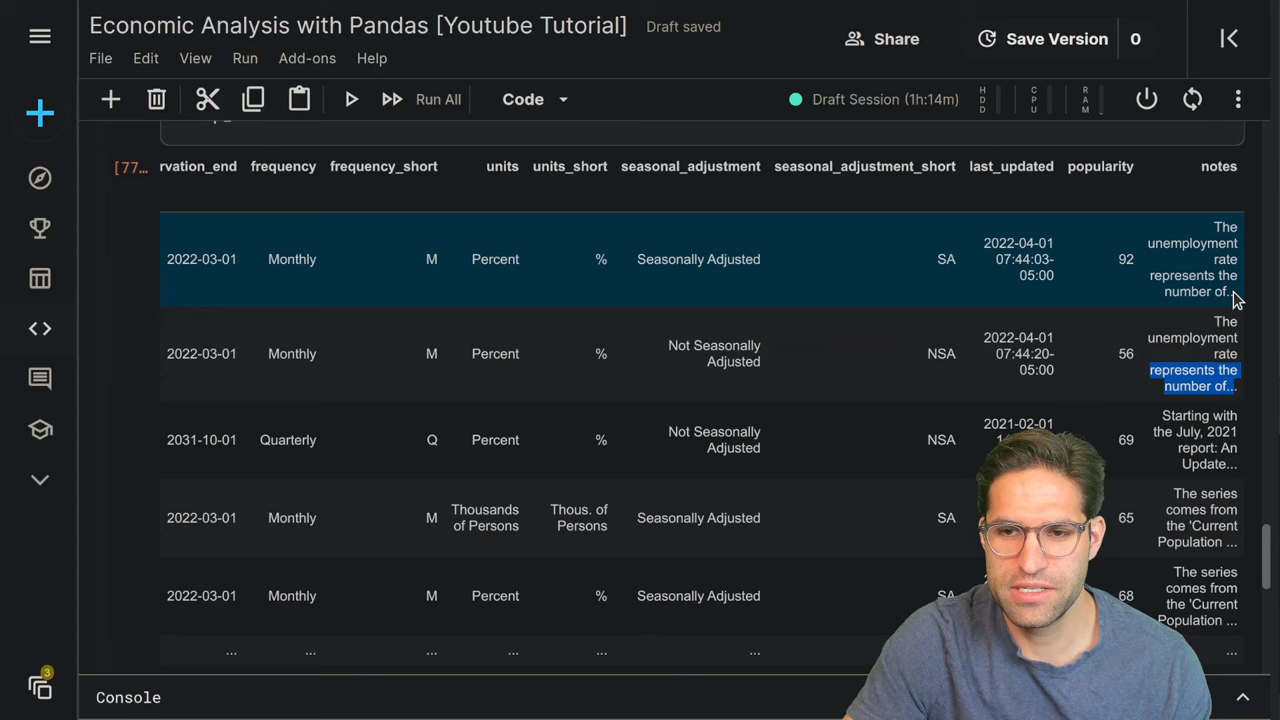 Economic Analysis with Pandas [Youtube Tutorial] Draft saved
Share
Save Version 0
File Edit View Run Add-ons Help
Run All
Code
Draft Session (1h:14m)
HDD
CPU
RAM
[77...
rvation_end frequency frequency_short units units_short seasonal_adjustment seasonal_adjustment_short last_updated popularity notes
2022-03-01 Monthly M Percent % Seasonally Adjusted SA 2022-04-01 07:44:03-05:00 92
The
unemployment
rate
represents the
number of...
2022-03-01 Monthly M Percent % Not Seasonally Adjusted NSA 2022-04-01 07:44:20-05:00 56
The
unemployment
rate
represents the
number of...
2031-10-01 Quarterly Q Percent % Not Seasonally Adjusted NSA 2021-02-01 69
Starting with
the July, 2021
report: An
Update...
2022-03-01 Monthly M Thousands of Persons Thous. of Persons Seasonally Adjusted SA 65
The series
comes from
the 'Current
Population ...
2022-03-01 Monthly M Percent % Seasonally Adjusted SA 68
The series
comes from
the 'Current
Population ...
... ... ... ... ... ... ... ...
3
Console